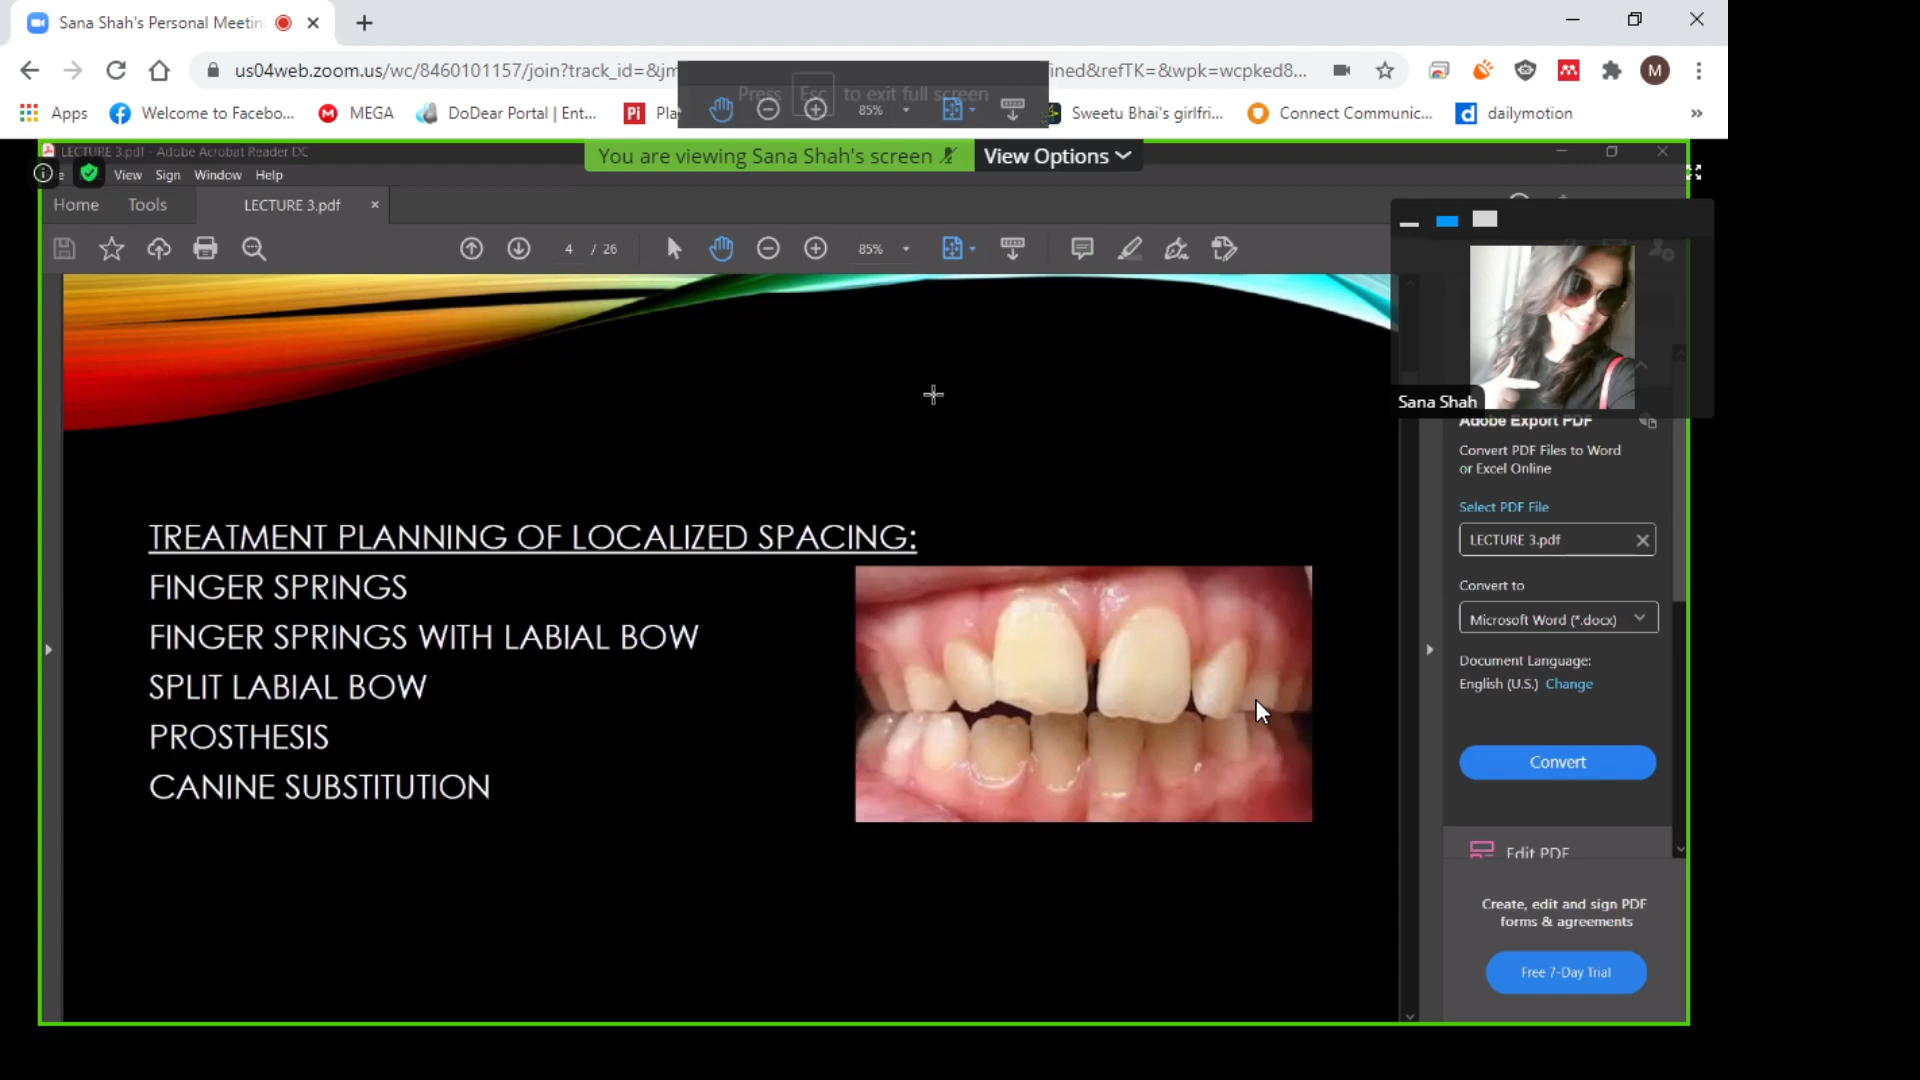 Sana Shah's Personal Meetin
us04web.zoom.us/wc/8460101157/join?track_id=&jm
ined&refTK=&wpk=wcpked8...
M
Press Esc to exit full screen
85%
Apps
Welcome to Facebo...
MEGA
DoDear Portal | Ent...
Pi
Pla
Sweetu Bhai's girlfri...
Connect Communic...
dailymotion
»
LECTURE 3.pdf - Adobe Acrobat Reader DC
You are viewing Sana Shah's screen
View Options
e View Sign Window Help
Home Tools LECTURE 3.pdf
4 / 26
85%
Sana Shah
Adobe Export PDF
Convert PDF Files to Word
or Excel Online
Select PDF File
LECTURE 3.pdf
Convert to
Microsoft Word (*.docx)
Document Language:
English (U.S.) Change
Convert
Edit PDF
Create, edit and sign PDF
forms & agreements
Free 7-Day Trial
TREATMENT PLANNING OF LOCALIZED SPACING:
FINGER SPRINGS
FINGER SPRINGS WITH LABIAL BOW
SPLIT LABIAL BOW
PROSTHESIS
CANINE SUBSTITUTION